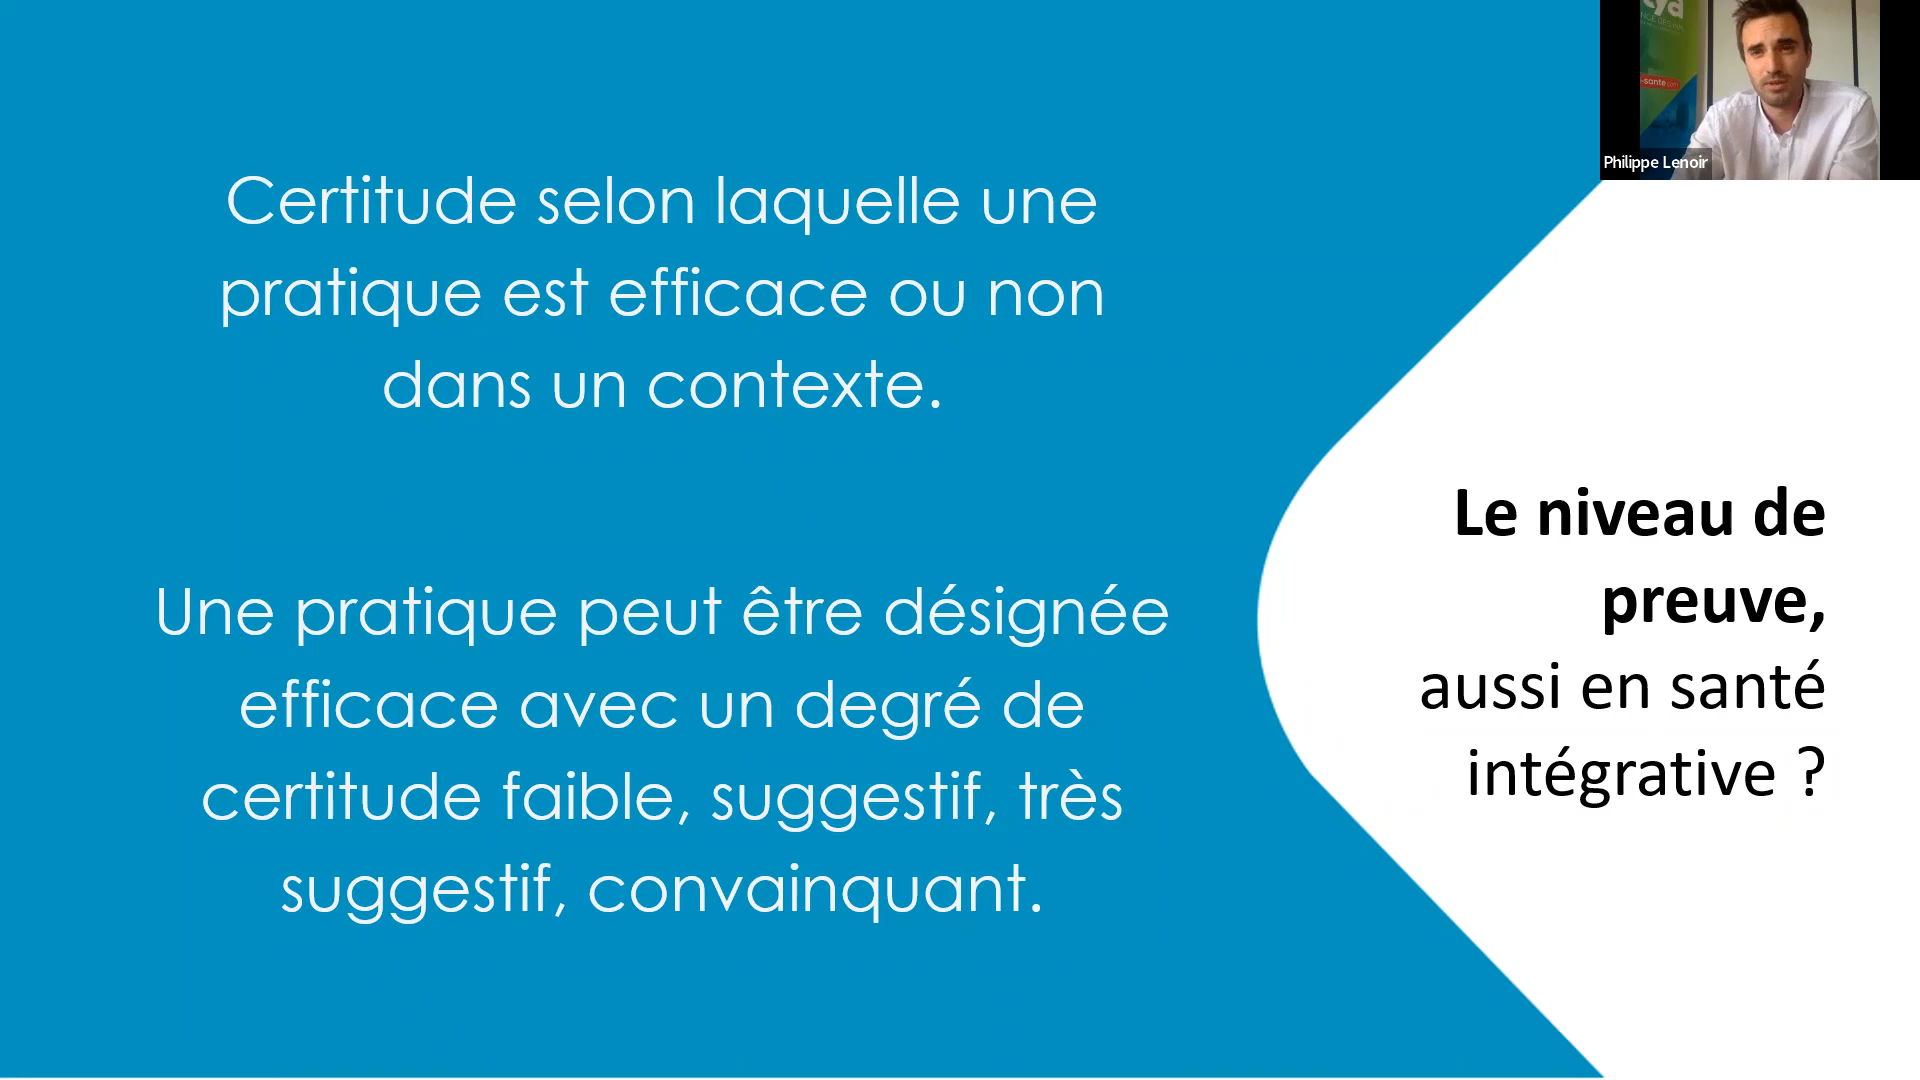 Certitude selon laquelle une
pratique est efficace ou non
dans un contexte.
Une pratique peut être désignée
efficace avec un degré de
certitude faible, suggestif, très
suggestif, convainquant.
Le niveau de
preuve,
aussi en santé
intégrative ?
Philippe Lenoir